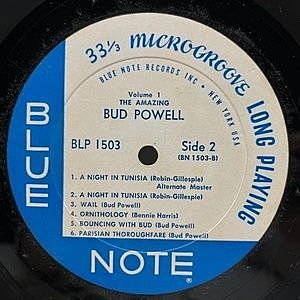 33⅓ MICROGROOVE LONG PLAYING
BLUE NOTE RECORDS INC • NEW YORK USA
Volume 1
THE AMAZING
BUD POWELL
BLP 1503
Side 2
(BN 1503-B)
1. A NIGHT IN TUNISIA (Robin-Gillespie)
Alternate Master
2. A NIGHT IN TUNISIA (Robin-Gillespie)
3. WAIL (Bud Powell)
4. ORNITHOLOGY (Bennie Harris)
5. BOUNCING WITH BUD (Bud Powell)
6. PARISIAN THOROUGHFARE (Bud Powell)
BLUE
NOTE
®